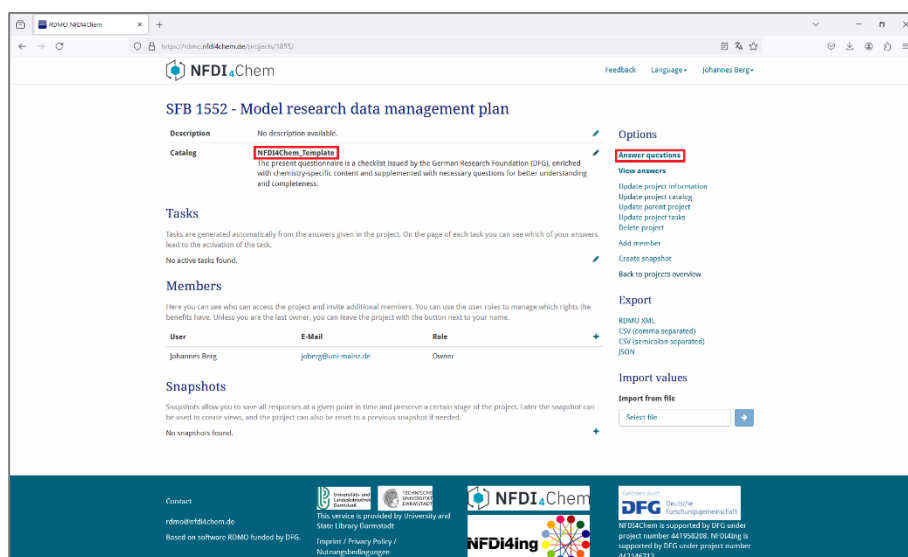 RDMO NFDI4Chem
https://rdmo.nfdi4chem.de/projects/1855/
NFDI4Chem
Feedback Language Johannes Berg
SFB 1552 - Model research data management plan
Description No description available.
Catalog NFDI4Chem_Template
The present questionnaire is a checklist issued by the German Research Foundation (DFG), enriched
with chemistry-specific content and supplemented with necessary questions for better understanding
and completeness.
Tasks
Tasks are generated automatically from the answers given in the project. On the page of each task you can see which of your answers
lead to the activation of the task.
No active tasks found.
Members
Here you can see who can access the project and invite additional members. You can use the user roles to manage which rights the
benefits have. Unless you are the last owner, you can leave the project with the button next to your name.
User E-Mail Role
Johannes Berg joberg@uni-mainz.de Owner
Snapshots
Snapshots allow you to save all responses at a given point in time and preserve a certain stage of the project. Later the snapshot can
be used to create views, and the project can also be reset to a previous snapshot if needed.
No snapshots found.
Options
Answer questions
View answers
Update project information
Update project catalog
Update parent project
Update project tasks
Delete project
Add member
Create snapshot
Back to projects overview
Export
RDMO XML
CSV (comma separated)
CSV (semicolon separated)
JSON
Import values
Import from file
Select file
Contact
rdmo@nfdi4chem.de
Based on software RDMO funded by DFG.
Universitäts- und
Landesbibliothek
Darmstadt
TECHNISCHE
UNIVERSITÄT
DARMSTADT
This service is provided by University and
State Library Darmstadt
Imprint / Privacy Policy /
Nutrungsbedingungen
NFDI4Chem
NFDI4ing
Gefördert durch
DFG Deutsche
Forschungsgemeinschaft
NFDI4Chem is supported by DFG under
project number 441958208. NFDI4Ing is
supported by DFG under project number